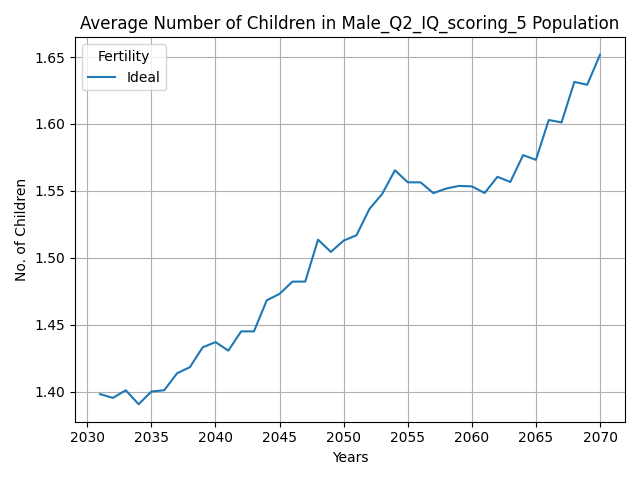 Average Number of Children in Male_Q2_IQ_scoring_5 Population
Fertility
Ideal
No. of Children
1.65
1.60
1.55
1.50
1.45
1.40
2030 2035 2040 2045 2050 2055 2060 2065 2070
Years